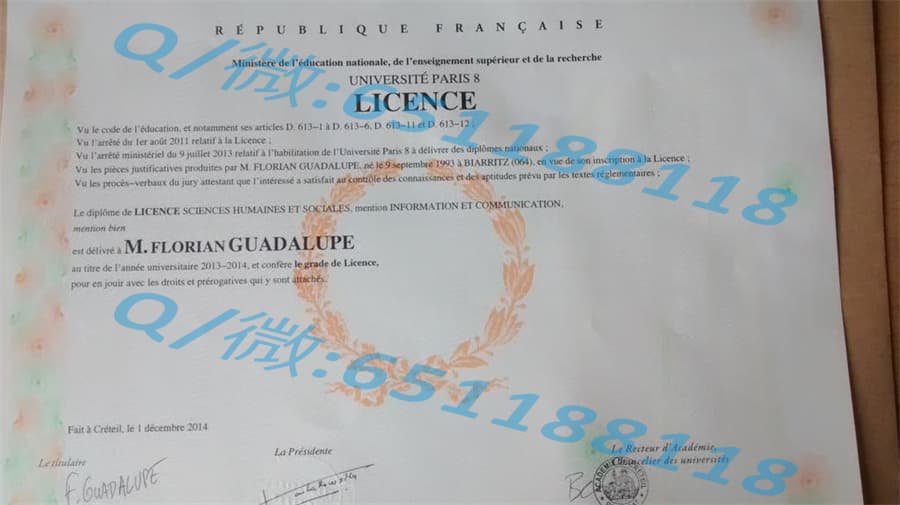 RÉPUBLIQUE FRANÇAISE
Ministère de l'éducation nationale, de l'enseignement supérieur et de la recherche
UNIVERSITÉ PARIS 8
LICENCE
Vu le code de l'éducation, et notamment ses articles D. 613-1 à D. 613-6, D. 613-11 et D. 613-12 ;
Vu l'arrêté du 1er août 2011 relatif à la Licence ;
Vu l'arrêté ministériel du 9 juillet 2013 relatif à l'habilitation de l'Université Paris 8 à délivrer des diplômes nationaux ;
Vu les pièces justificatives produites par M. FLORIAN GUADALUPE, né le 9 septembre 1993 à BIARRITZ (064), en vue de son inscription à la Licence ;
Vu les procès-verbaux du jury attestant que l'intéressé a satisfait au contrôle des connaissances et des aptitudes prévu par les textes réglementaires ;
Le diplôme de LICENCE SCIENCES HUMAINES ET SOCIALES, mention INFORMATION ET COMMUNICATION,
mention bien
est délivré à M. FLORIAN GUADALUPE
au titre de l'année universitaire 2013-2014, et confère le grade de Licence,
pour en jouir avec les droits et prérogatives qui y sont attachés.
Q/微:651188118
Q/微:651188118
Fait à Créteil, le 1 décembre 2014
Le titulaire
La Présidente
Le Recteur d'Académie,
Chancelier des universités
F. GUADALUPE